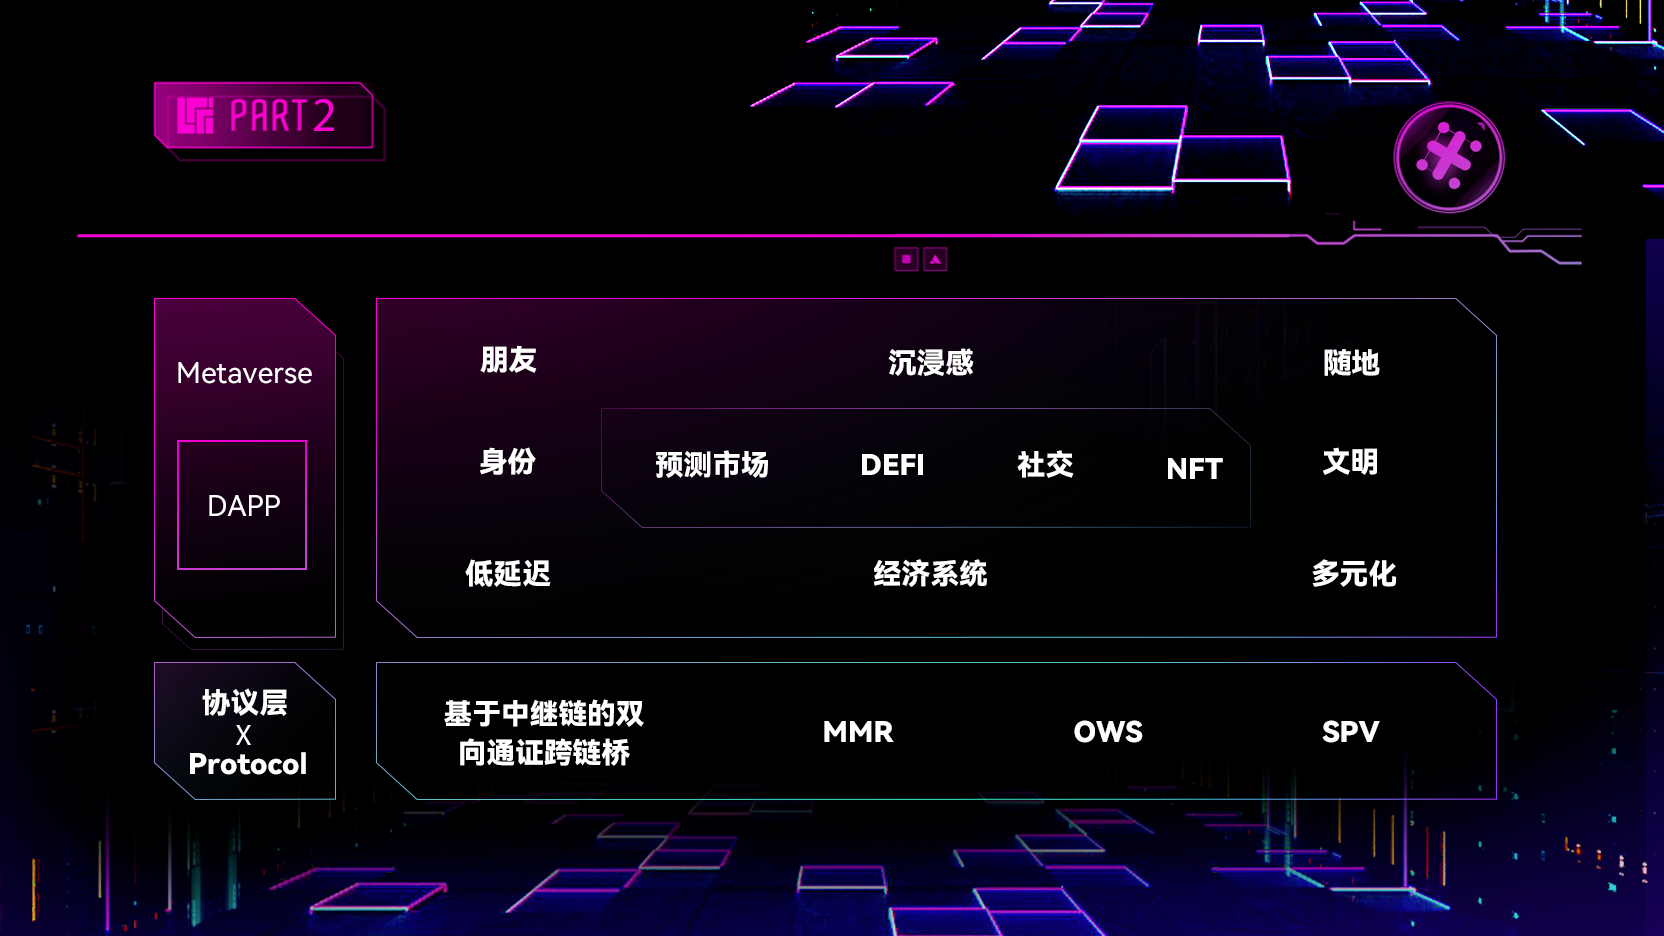 PART2
Metaverse
DAPP
朋友
沉浸感
随地
身份
预测市场
DEFI
社交
NFT
文明
低延迟
经济系统
多元化
协议层
X
Protocol
基于中继链的双
向通证跨链桥
MMR
OWS
SPV